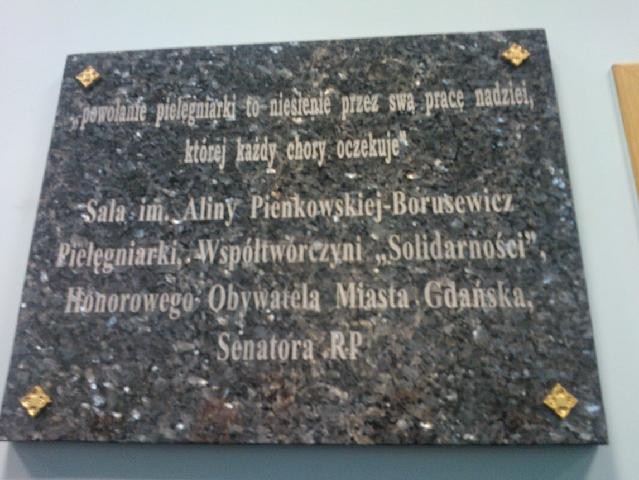 „powołanie pielęgniarki to niesienie przez swą pracę nadziei,
której każdy chory oczekuje"
Sala im. Aliny Pienkowskiej-Borusewicz
Pielęgniarki, Współtwórczyni „Solidarności",
Honorowego Obywatela Miasta Gdańska,
Senatora RP